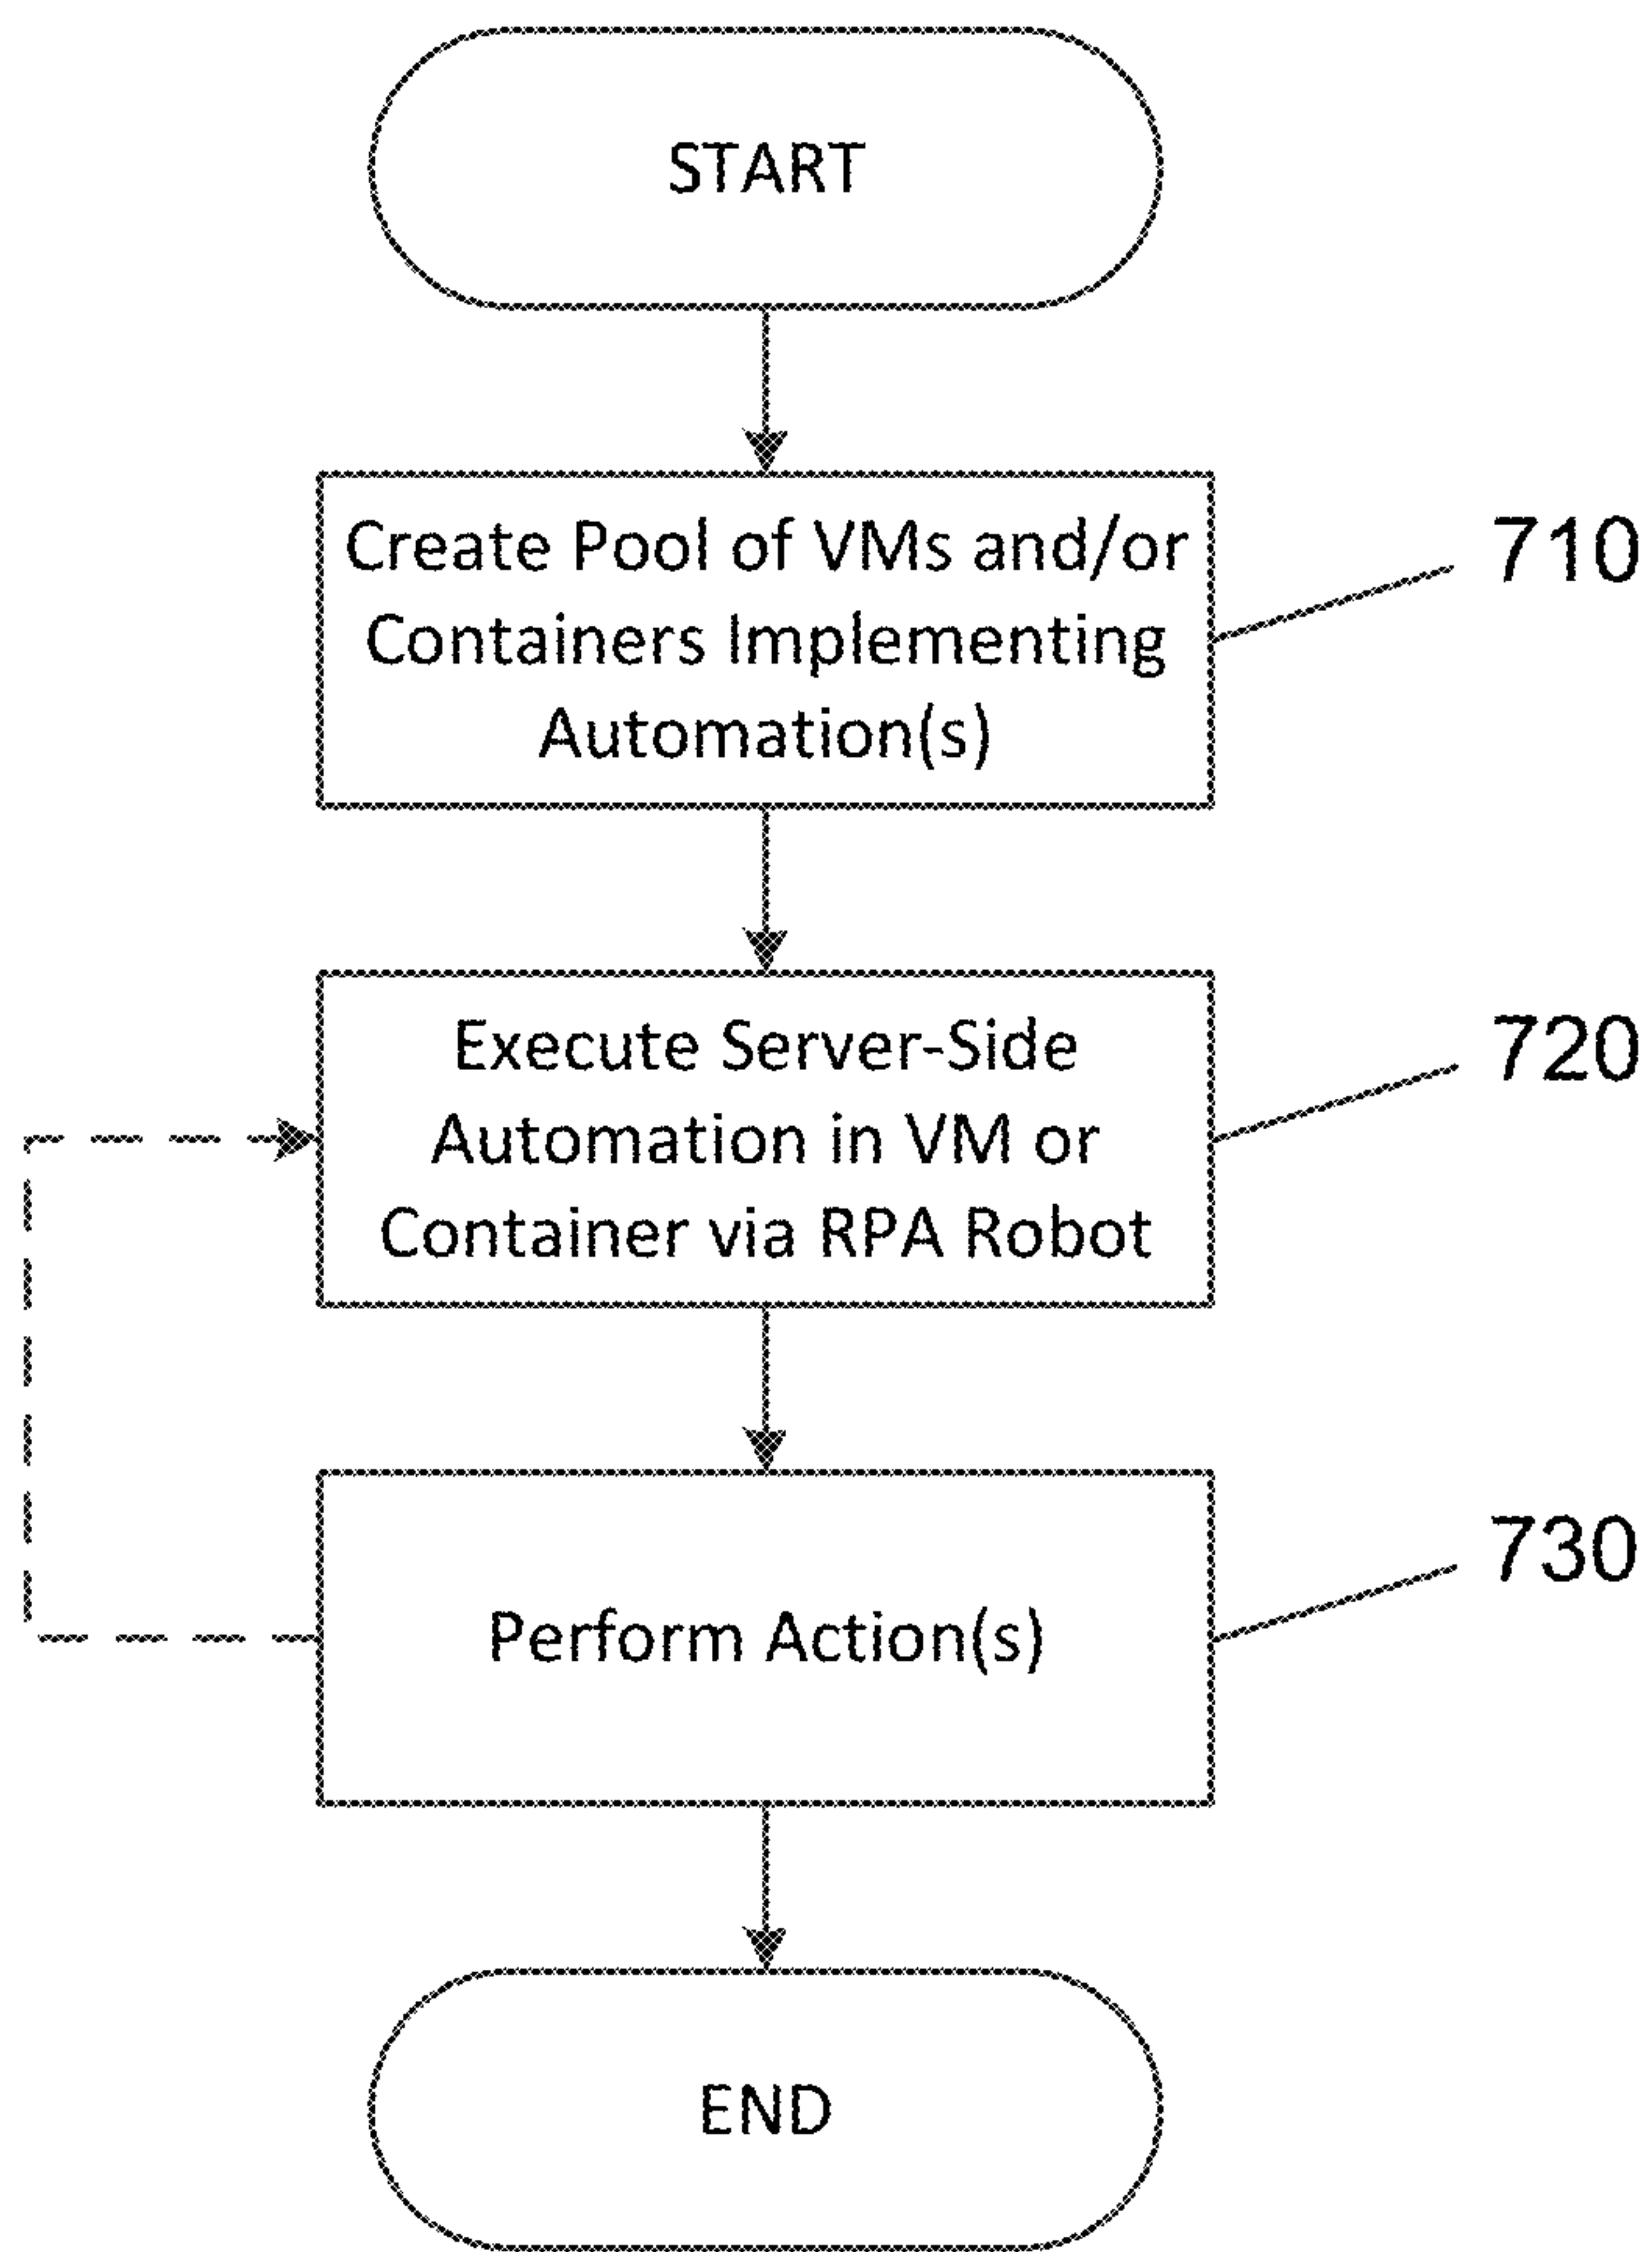 START
Create Pool of VMs and/or
Containers Implementing
Automation(s)
710
Execute Server-Side
Automation in VM or
Container via RPA Robot
720
Perform Action(s)
730
END